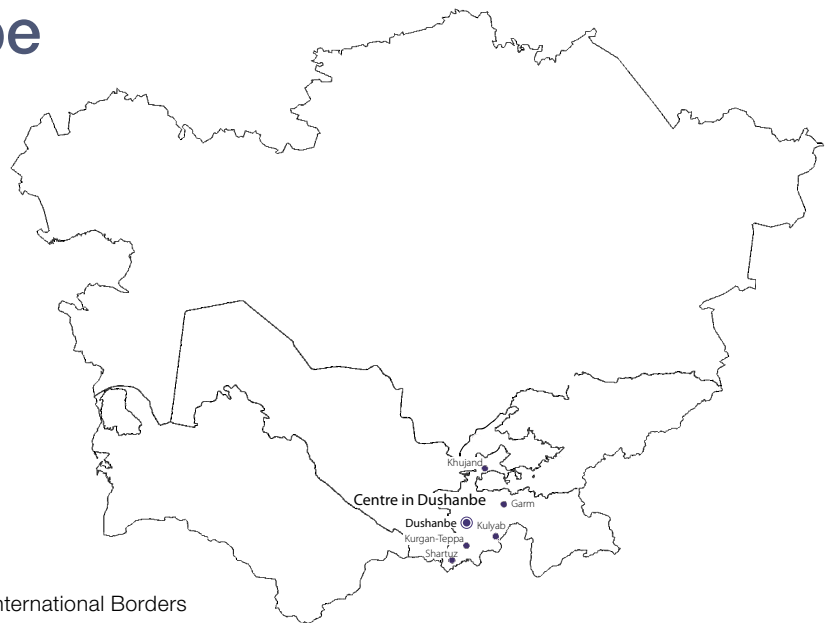 be
Khujand
Centre in Dushanbe
Garm
Dushanbe
Kulyab
Kurgan-Teppa
Shartuz
nternational Borders